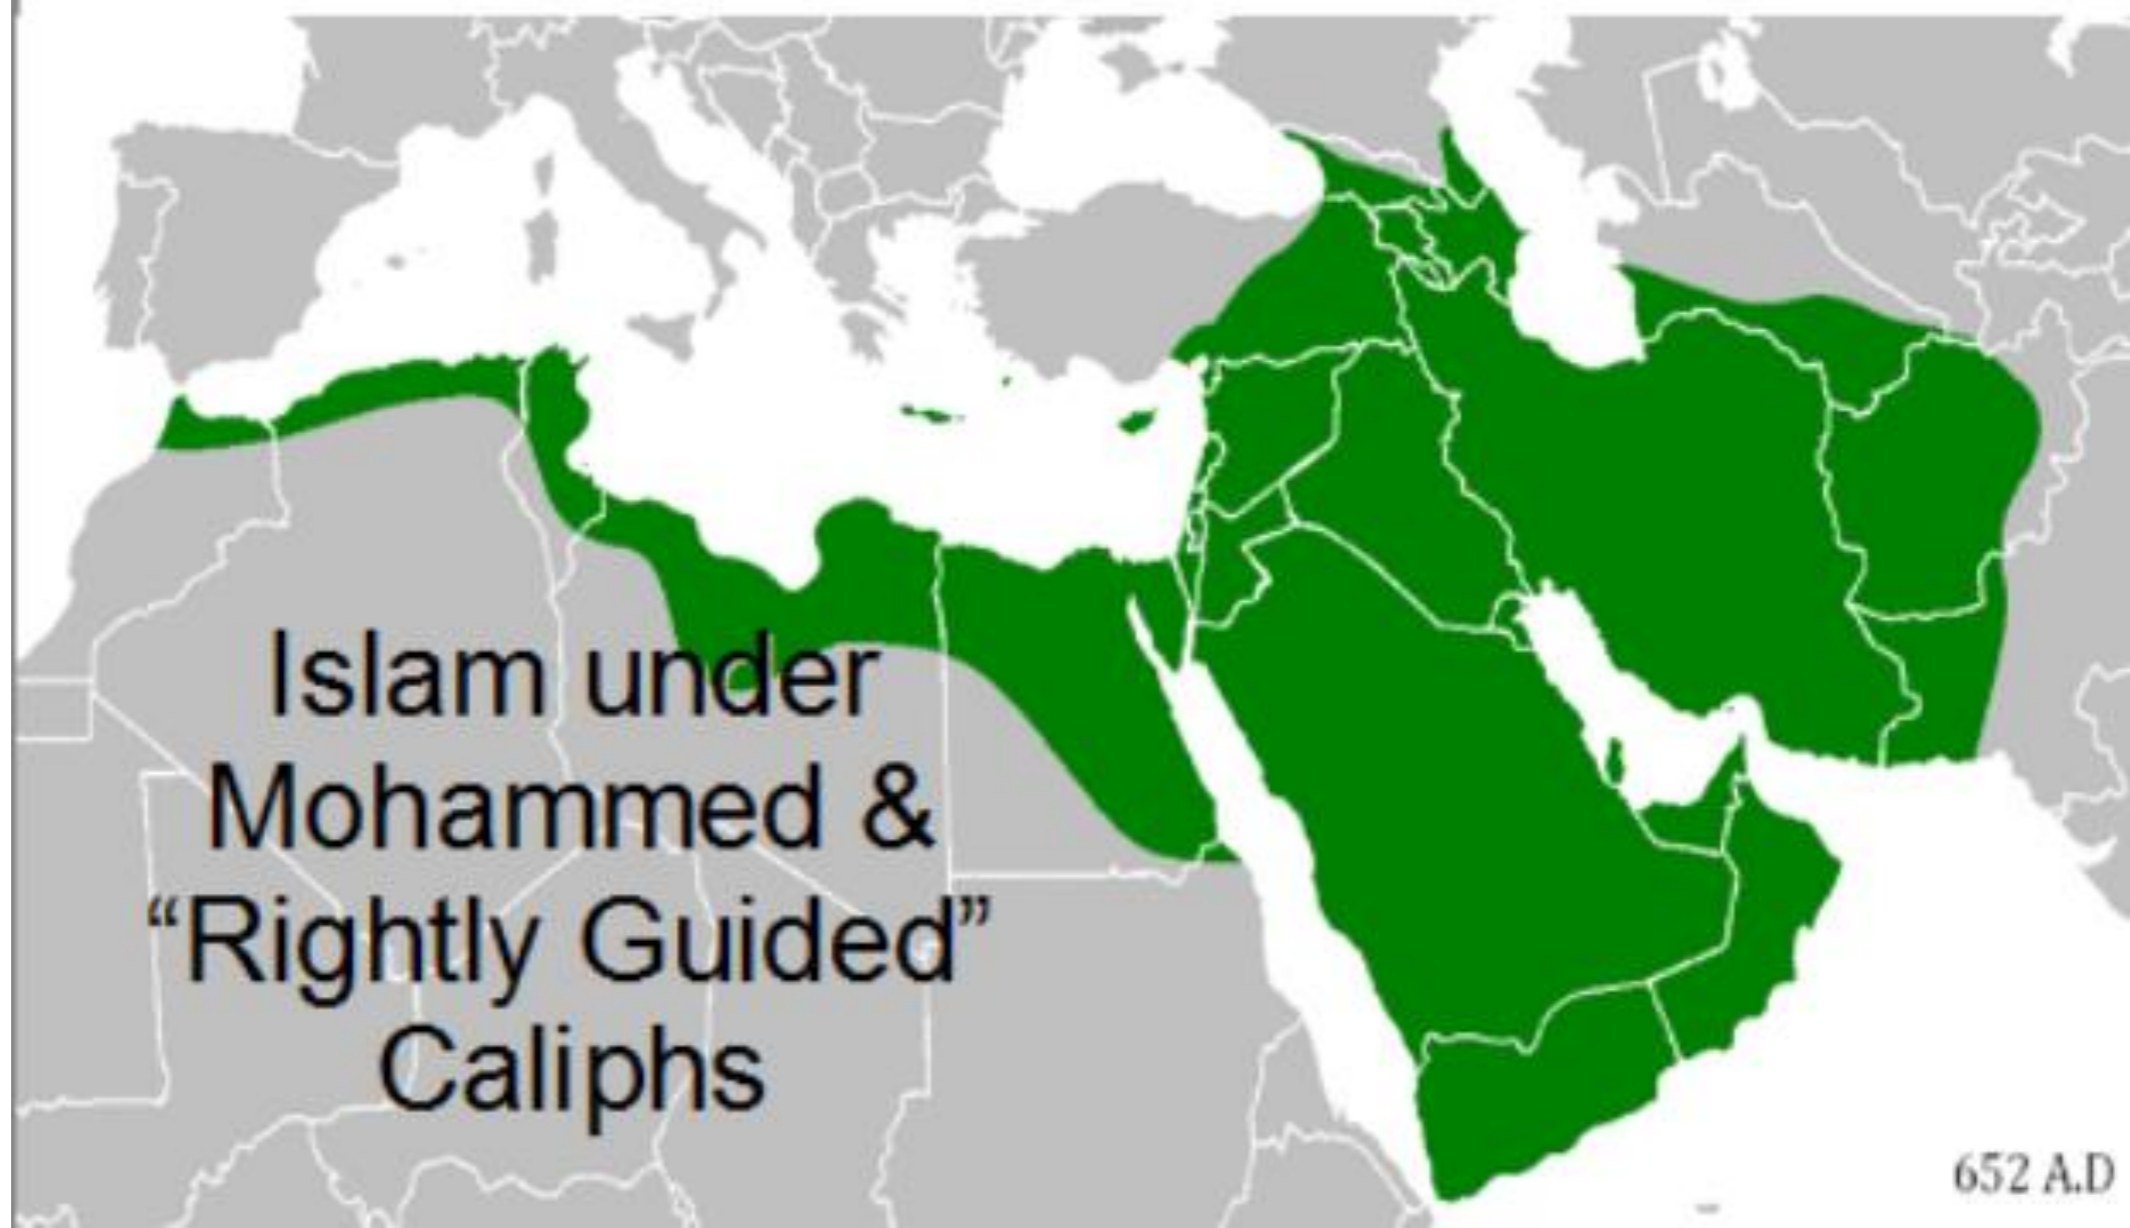 Islam under
Mohammed &
“Rightly Guided”
Caliphs
652 A.D